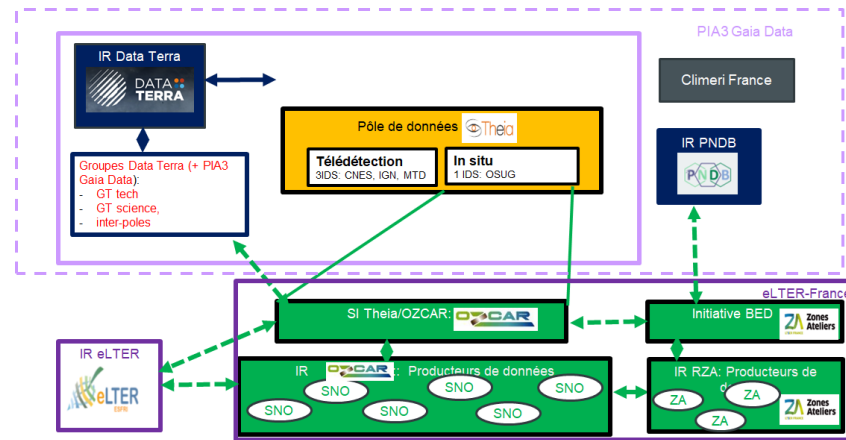 PIA3 Gaia Data
IR Data Terra
DATA
TERRA
Climeri France
Pôle de données
Theia
Télédétection
3IDS: CNES, IGN, MTD
In situ
1 IDS: OSUG
IR PNDB
PNDB
Groupes Data Terra (+ PIA3
Gaia Data):
- GT tech
- GT science,
- inter-poles
eLTER-France
SI Theia/OZCAR:
OZCAR
Initiative BED
ZA Zones
Ateliers
IR eLTER
eLTER
IR OZCAR : Producteurs de données
SNO
SNO
SNO
SNO
SNO
SNO
SNO
IR RZA: Producteurs de
ZA
ZA
ZA
ZA Zones
Ateliers